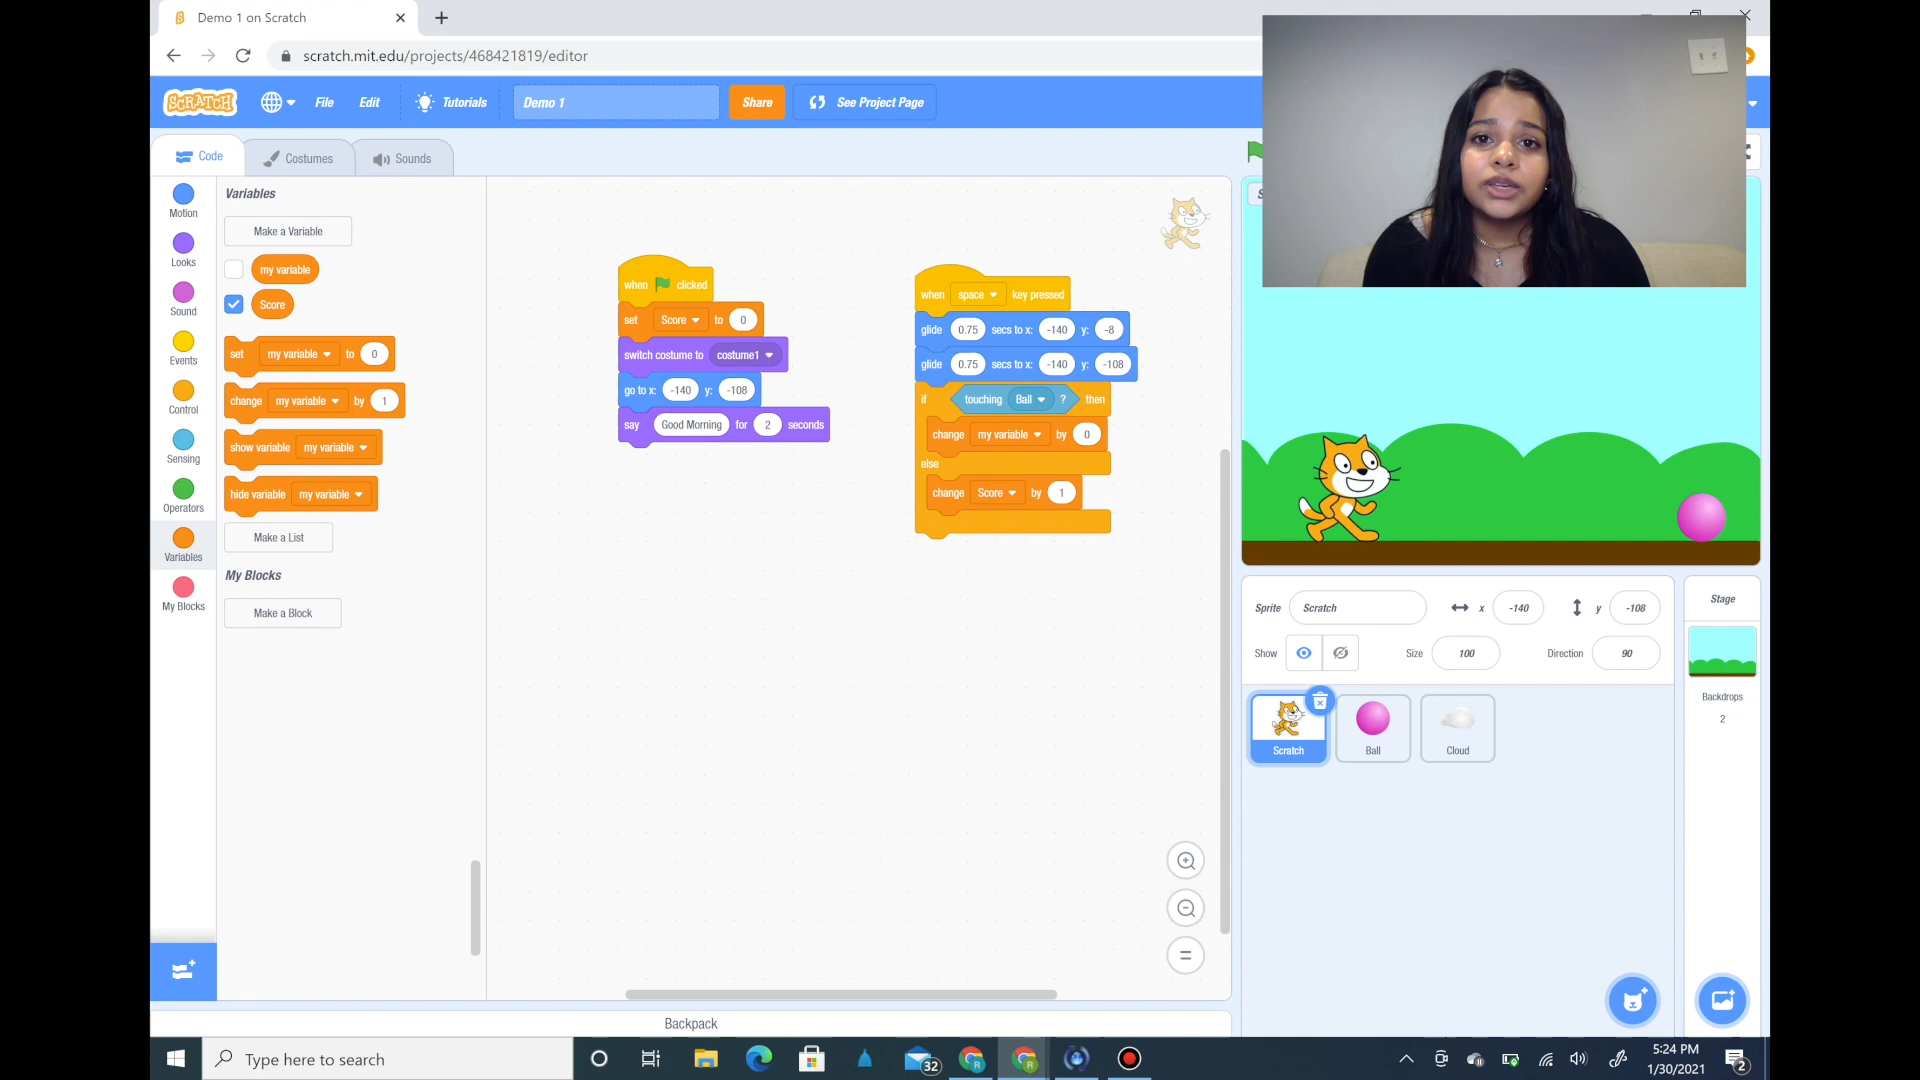 Demo 1 on Scratch
scratch.mit.edu/projects/468421819/editor
SCRATCH File Edit Tutorials Demo 1 Share See Project Page
Code Costumes Sounds
Motion
Looks
Sound
Events
Control
Sensing
Operators
Variables
My Blocks
Variables
Make a Variable
my variable
Score
set my variable to 0
change my variable by 1
show variable my variable
hide variable my variable
Make a List
My Blocks
Make a Block
when clicked
set Score to 0
switch costume to costume1
go to x: -140 y: -108
say Good Morning for 2 seconds
when space key pressed
glide 0.75 secs to x: -140 y: -8
glide 0.75 secs to x: -140 y: -108
if touching Ball ? then
change my variable by 0
else
change Score by 1
Sprite Scratch x -140 y -108
Show Size 100 Direction 90
Scratch Ball Cloud
Stage
Backdrops
2
Backpack
Type here to search
32
5:24 PM
1/30/2021
2